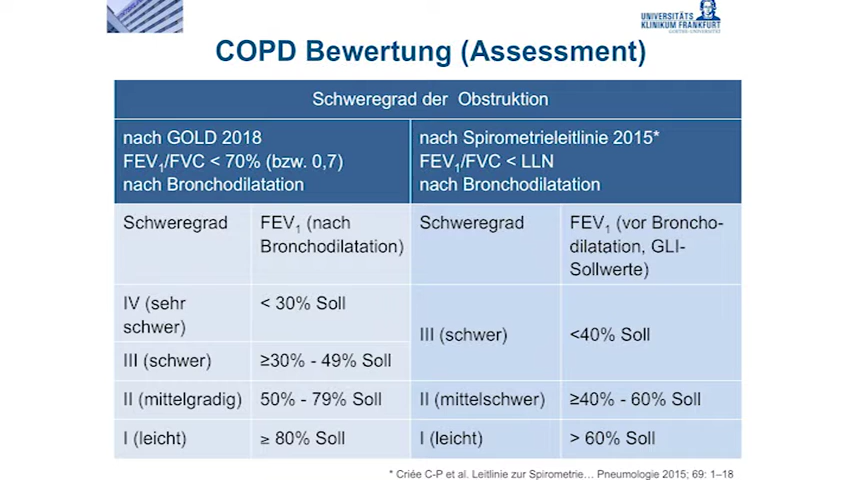 UNIVERSITÄTS
KLINIKUM FRANKFURT
GOETHE-UNIVERSITÄT
COPD Bewertung (Assessment)
Schweregrad der Obstruktion
nach GOLD 2018
FEV₁/FVC < 70% (bzw. 0,7)
nach Bronchodilatation
nach Spirometrieleitlinie 2015*
FEV₁/FVC < LLN
nach Bronchodilatation
Schweregrad
FEV₁ (nach
Bronchodilatation)
Schweregrad
FEV₁ (vor Broncho-
dilatation, GLI-
Sollwerte)
IV (sehr
schwer)
< 30% Soll
III (schwer)
≥30% - 49% Soll
III (schwer)
<40% Soll
II (mittelgradig)
50% - 79% Soll
II (mittelschwer)
≥40% - 60% Soll
I (leicht)
≥ 80% Soll
I (leicht)
> 60% Soll
* Criée C-P et al. Leitlinie zur Spirometrie… Pneumologie 2015; 69: 1–18